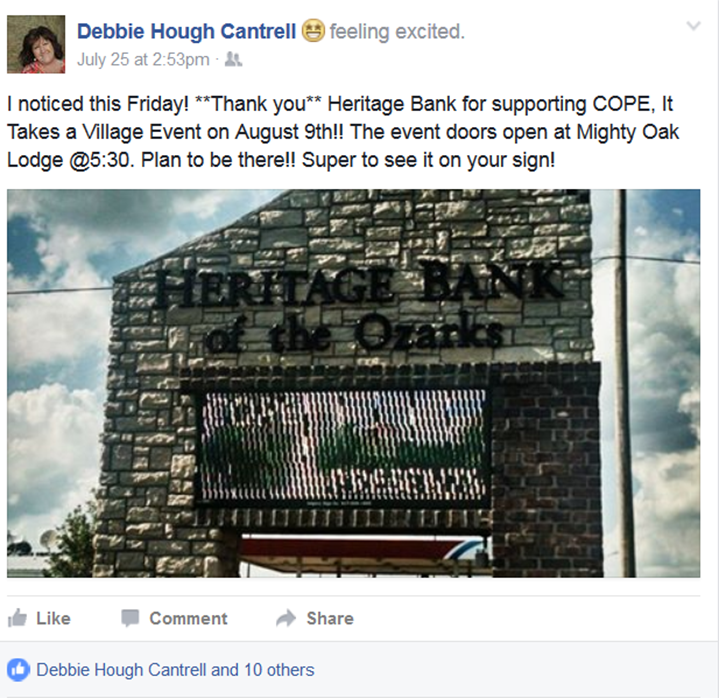 Debbie Hough Cantrell feeling excited.
July 25 at 2:53pm ·
I noticed this Friday! **Thank you** Heritage Bank for supporting COPE, It
Takes a Village Event on August 9th!! The event doors open at Mighty Oak
Lodge @5:30. Plan to be there!! Super to see it on your sign!
HERITAGE BANK
of the Ozarks
Like Comment Share
Debbie Hough Cantrell and 10 others